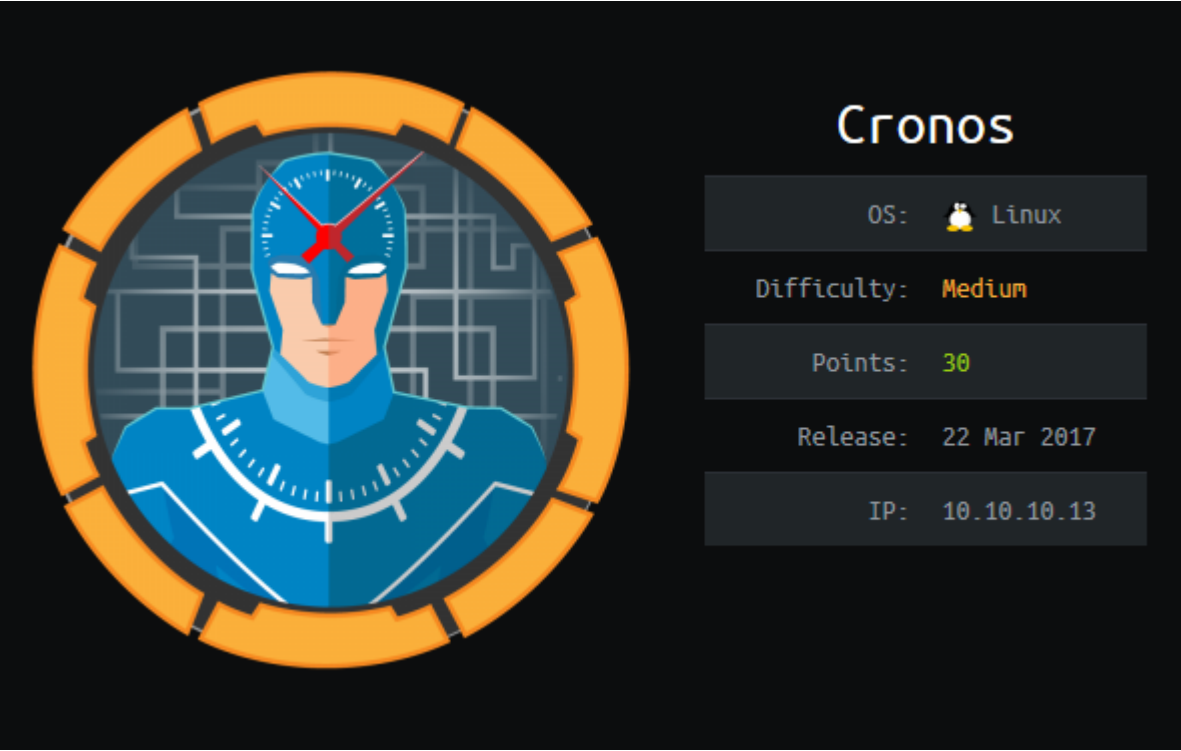 Cronos
OS: Linux
Difficulty: Medium
Points: 30
Release: 22 Mar 2017
IP: 10.10.10.13